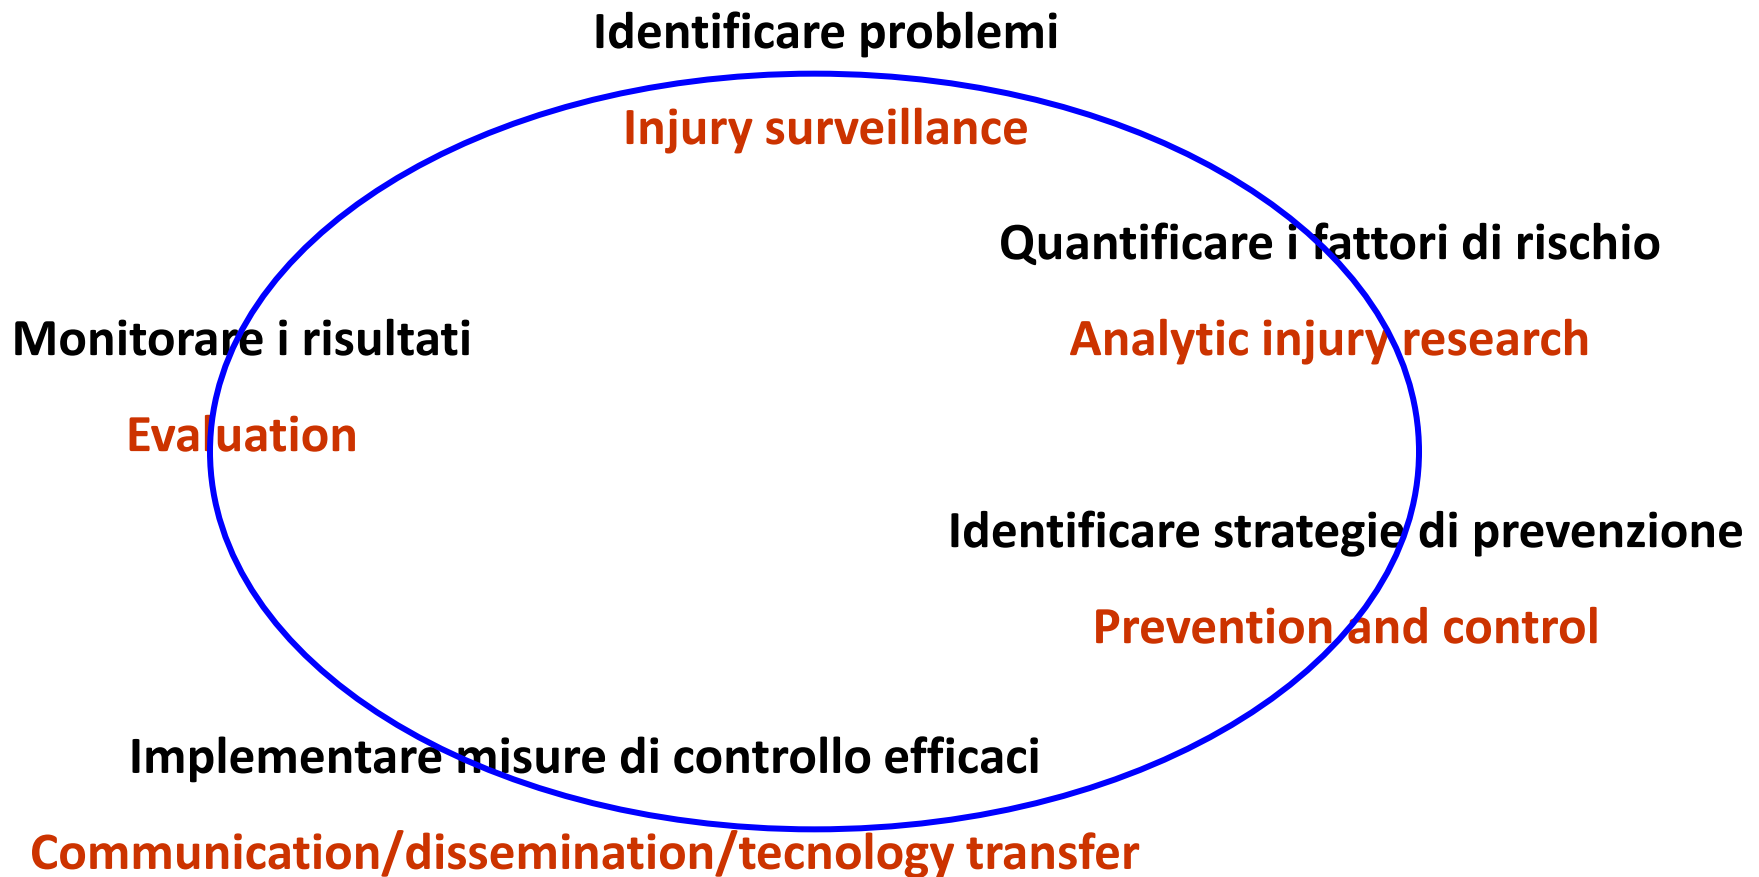 Identificare problemi
Injury surveillance
Quantificare i fattori di rischio
Analytic injury research
Monitorare i risultati
Evaluation
Identificare strategie di prevenzione
Prevention and control
Implementare misure di controllo efficaci
Communication/dissemination/tecnology transfer